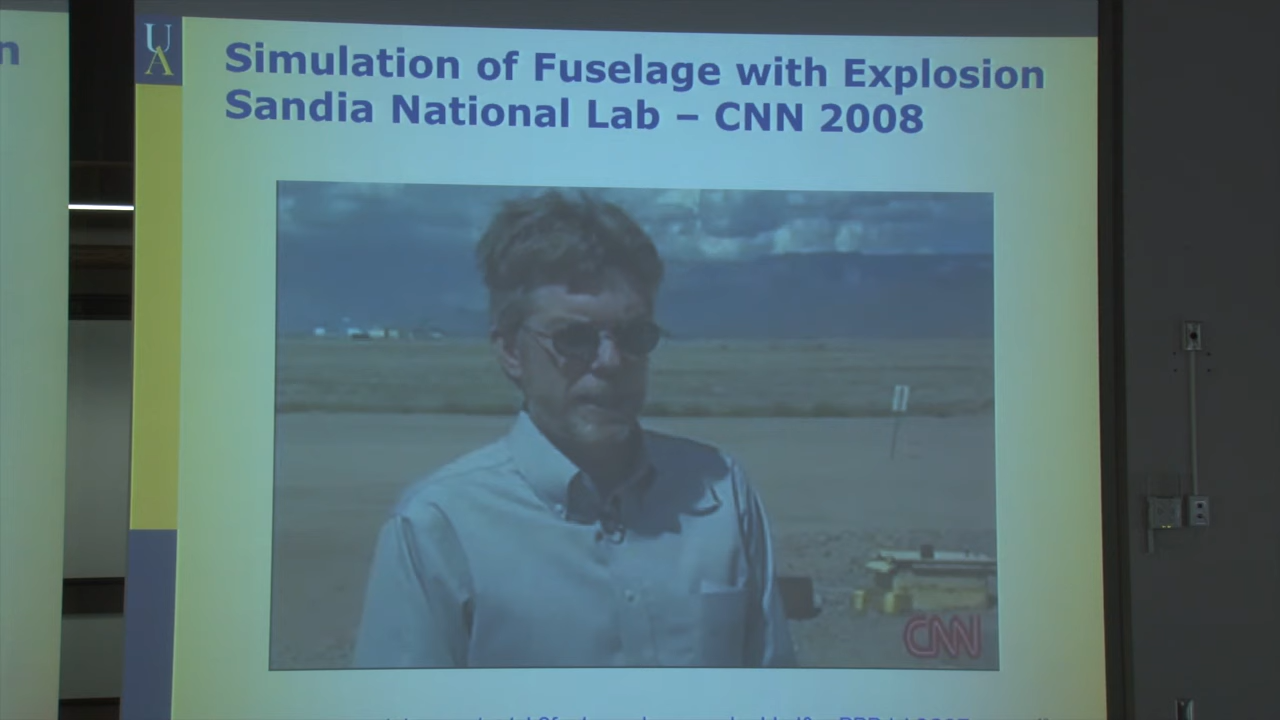 n
UA
Simulation of Fuselage with Explosion
Sandia National Lab – CNN 2008
CNN